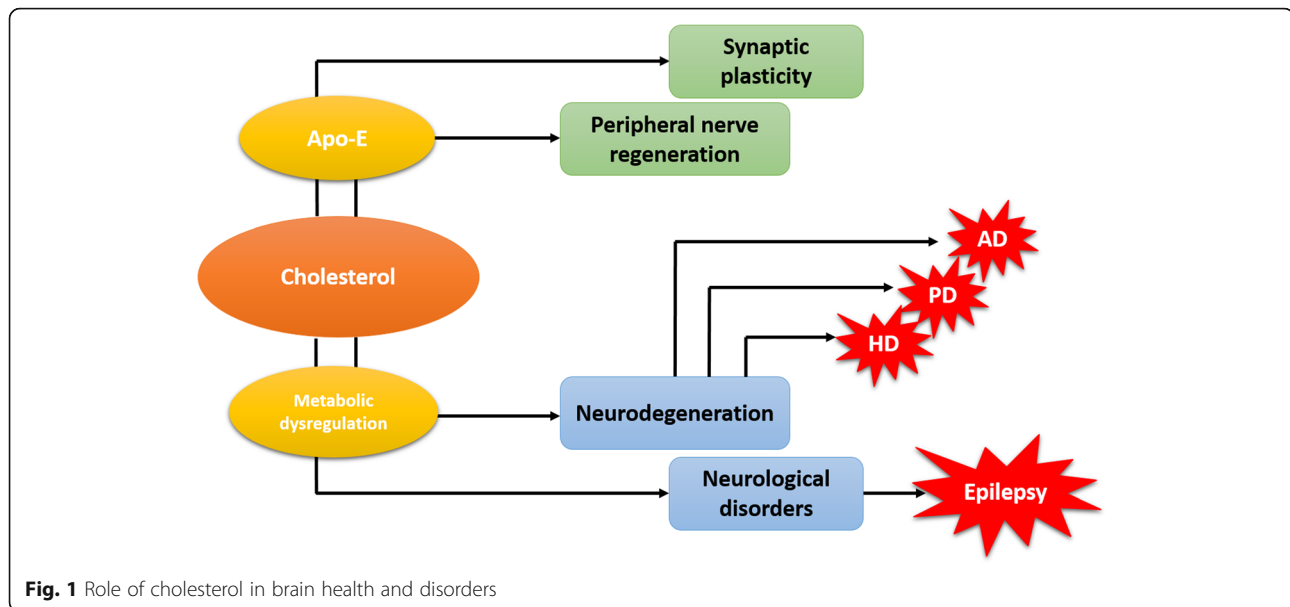 Synaptic
plasticity
Apo-E
Peripheral nerve
regeneration
Cholesterol
AD
PD
HD
Metabolic
dysregulation
Neurodegeneration
Neurological
disorders
Epilepsy
Fig. 1 Role of cholesterol in brain health and disorders